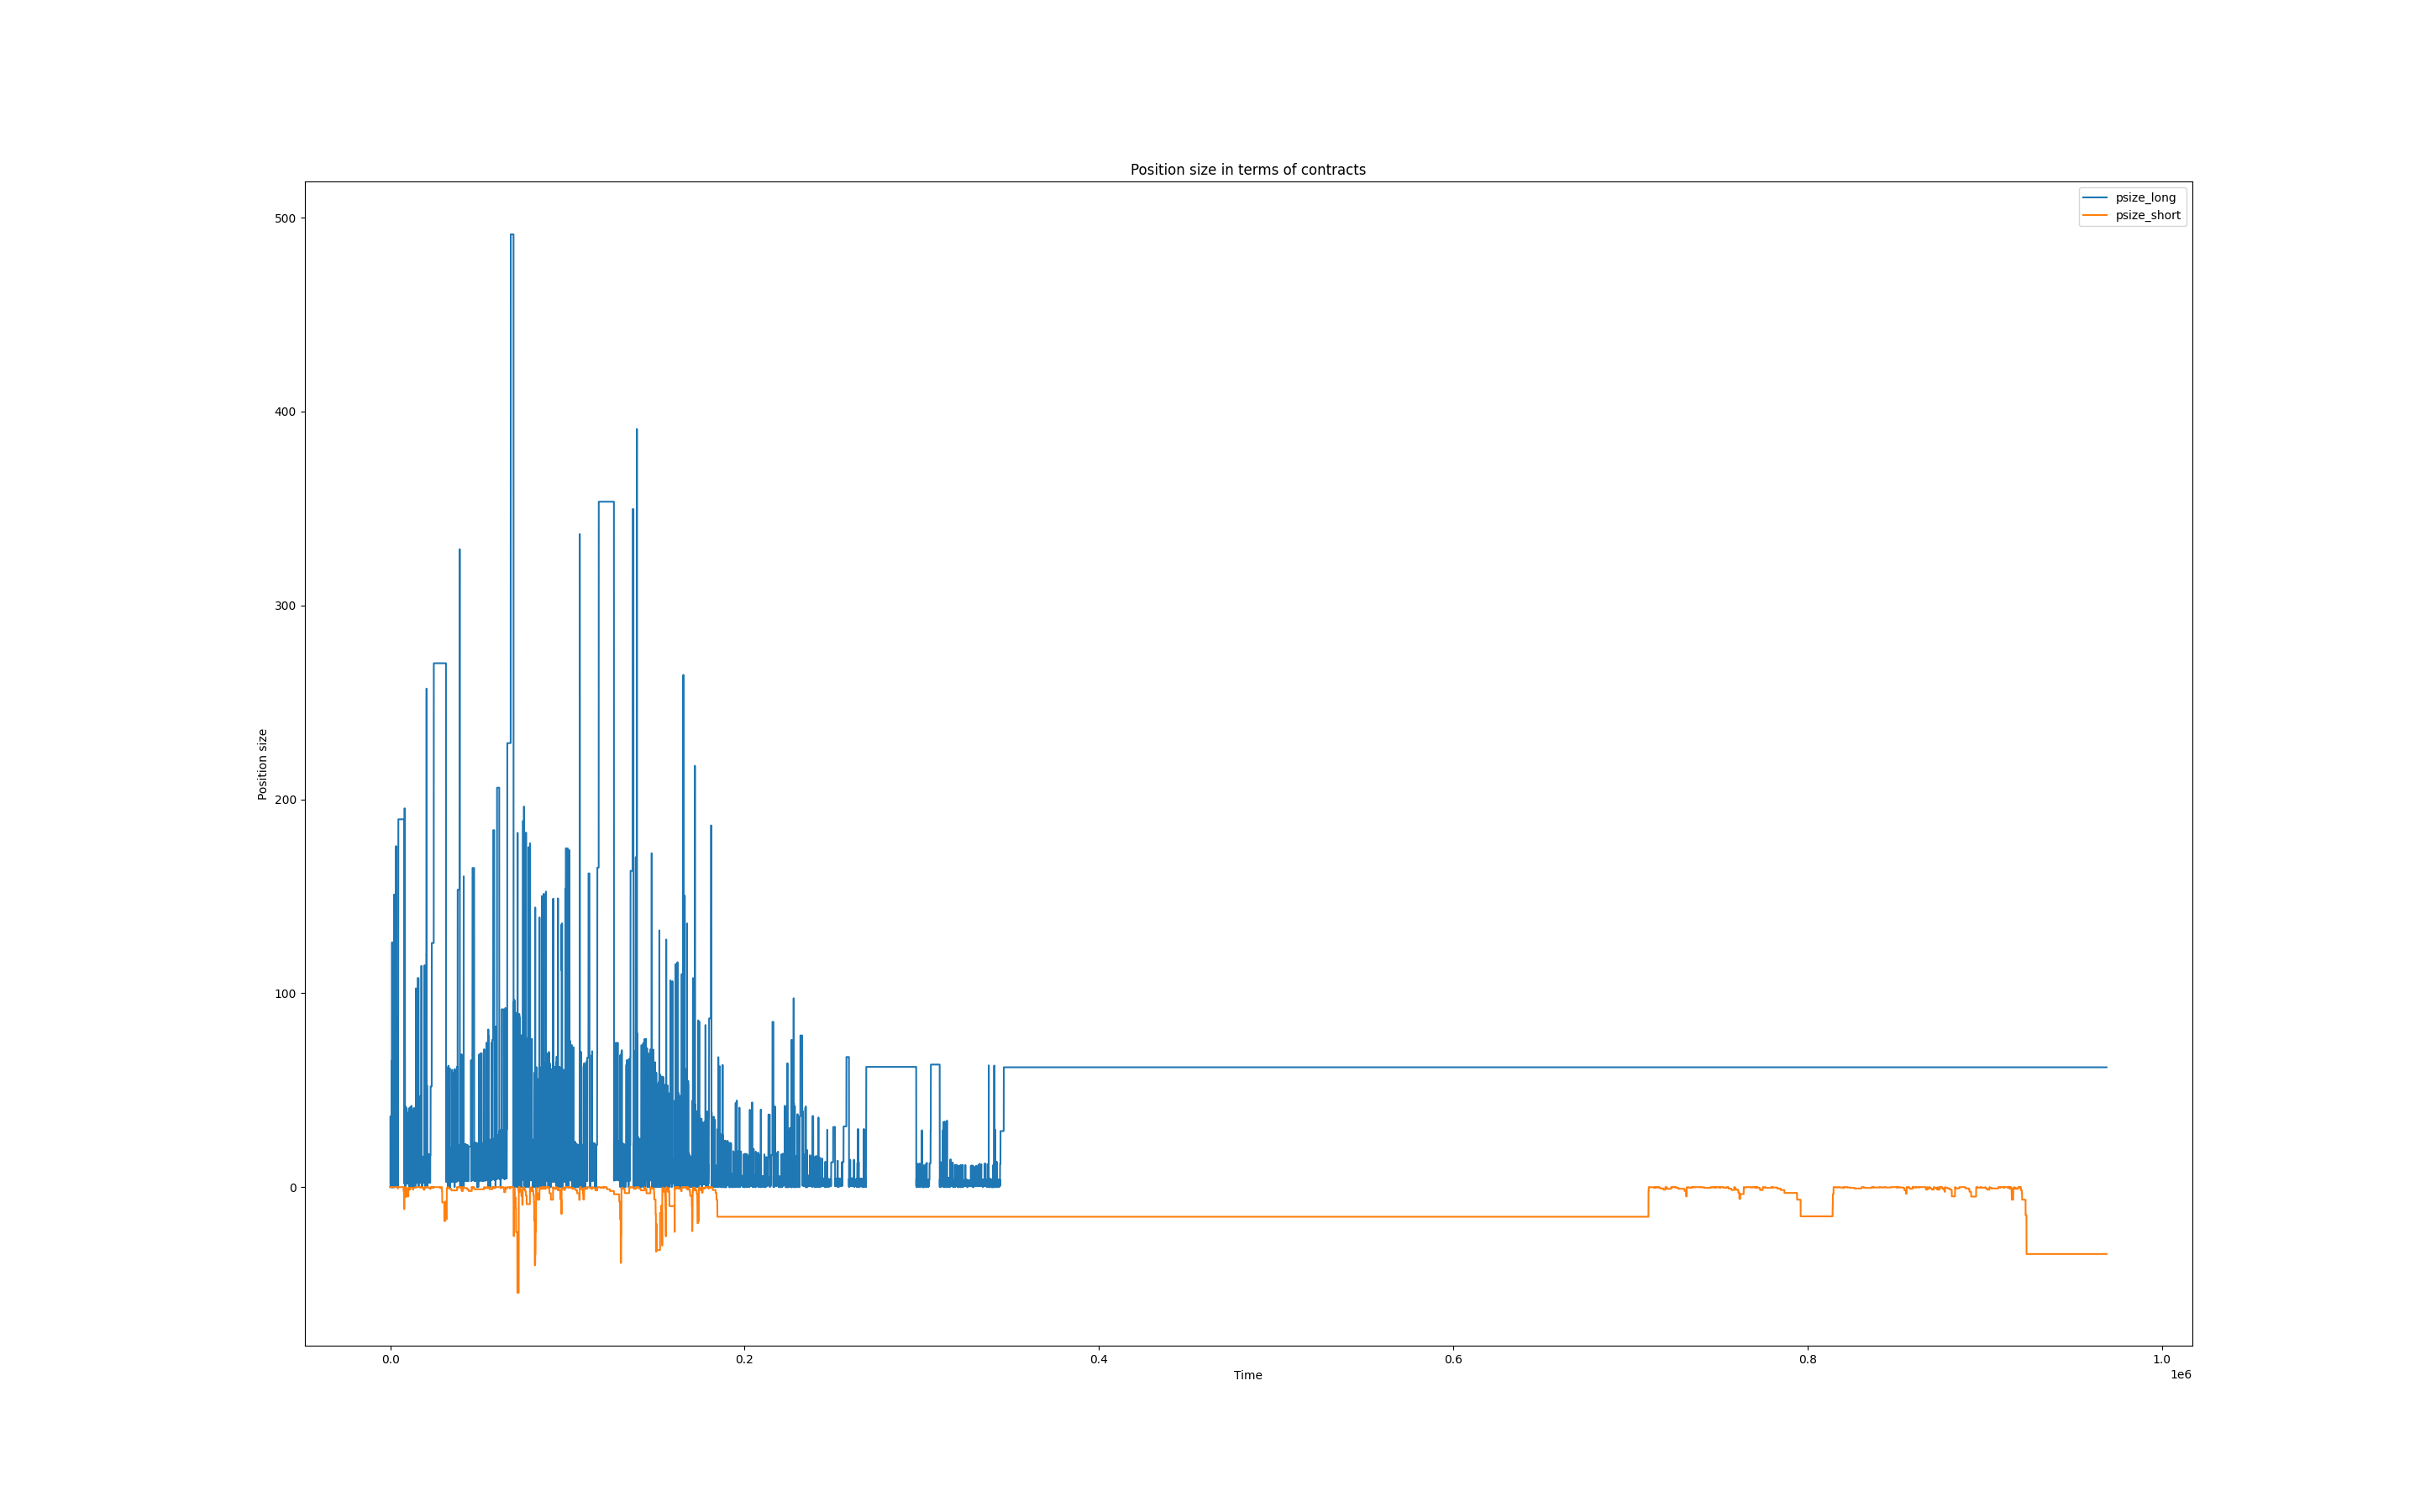 Position size in terms of contracts
psize_long
psize_short
500
400
300
200
100
0
Position size
0.0 0.2 0.4 0.6 0.8 1.0
Time
1e6